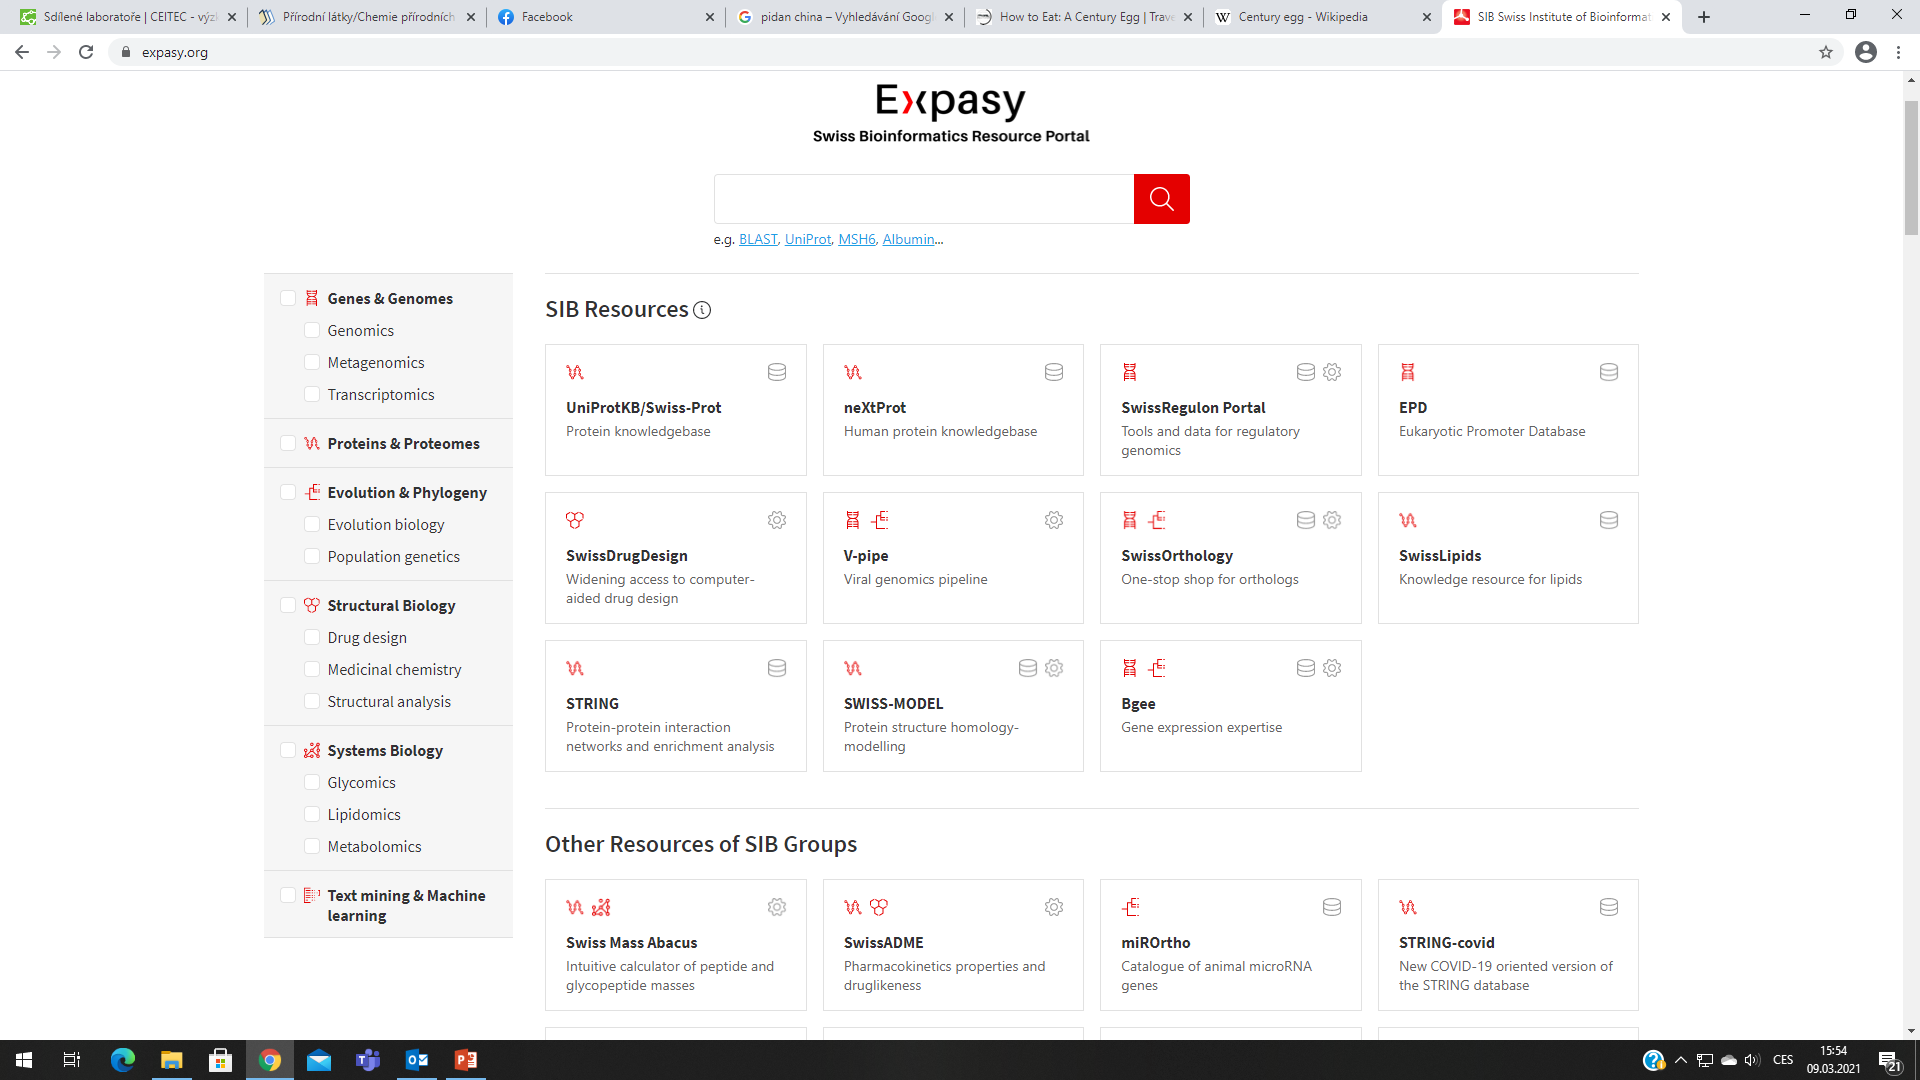 Sdílené laboratoře | CEITEC - výz
Přírodní látky/Chemie přírodních
Facebook
pidan china – Vyhledávání Googl
How to Eat: A Century Egg | Trave
Century egg - Wikipedia
SIB Swiss Institute of Bioinformat
expasy.org
Expasy
Swiss Bioinformatics Resource Portal
e.g. BLAST, UniProt, MSH6, Albumin...
Genes & Genomes
Genomics
Metagenomics
Transcriptomics
Proteins & Proteomes
Evolution & Phylogeny
Evolution biology
Population genetics
Structural Biology
Drug design
Medicinal chemistry
Structural analysis
Systems Biology
Glycomics
Lipidomics
Metabolomics
Text mining & Machine
learning
SIB Resources
UniProtKB/Swiss-Prot
Protein knowledgebase
neXtProt
Human protein knowledgebase
SwissRegulon Portal
Tools and data for regulatory
genomics
EPD
Eukaryotic Promoter Database
SwissDrugDesign
Widening access to computer-
aided drug design
V-pipe
Viral genomics pipeline
SwissOrthology
One-stop shop for orthologs
SwissLipids
Knowledge resource for lipids
STRING
Protein-protein interaction
networks and enrichment analysis
SWISS-MODEL
Protein structure homology-
modelling
Bgee
Gene expression expertise
Other Resources of SIB Groups
Swiss Mass Abacus
Intuitive calculator of peptide and
glycopeptide masses
SwissADME
Pharmacokinetics properties and
druglikeness
miROrtho
Catalogue of animal microRNA
genes
STRING-covid
New COVID-19 oriented version of
the STRING database
CES
15:54
09.03.2021
21